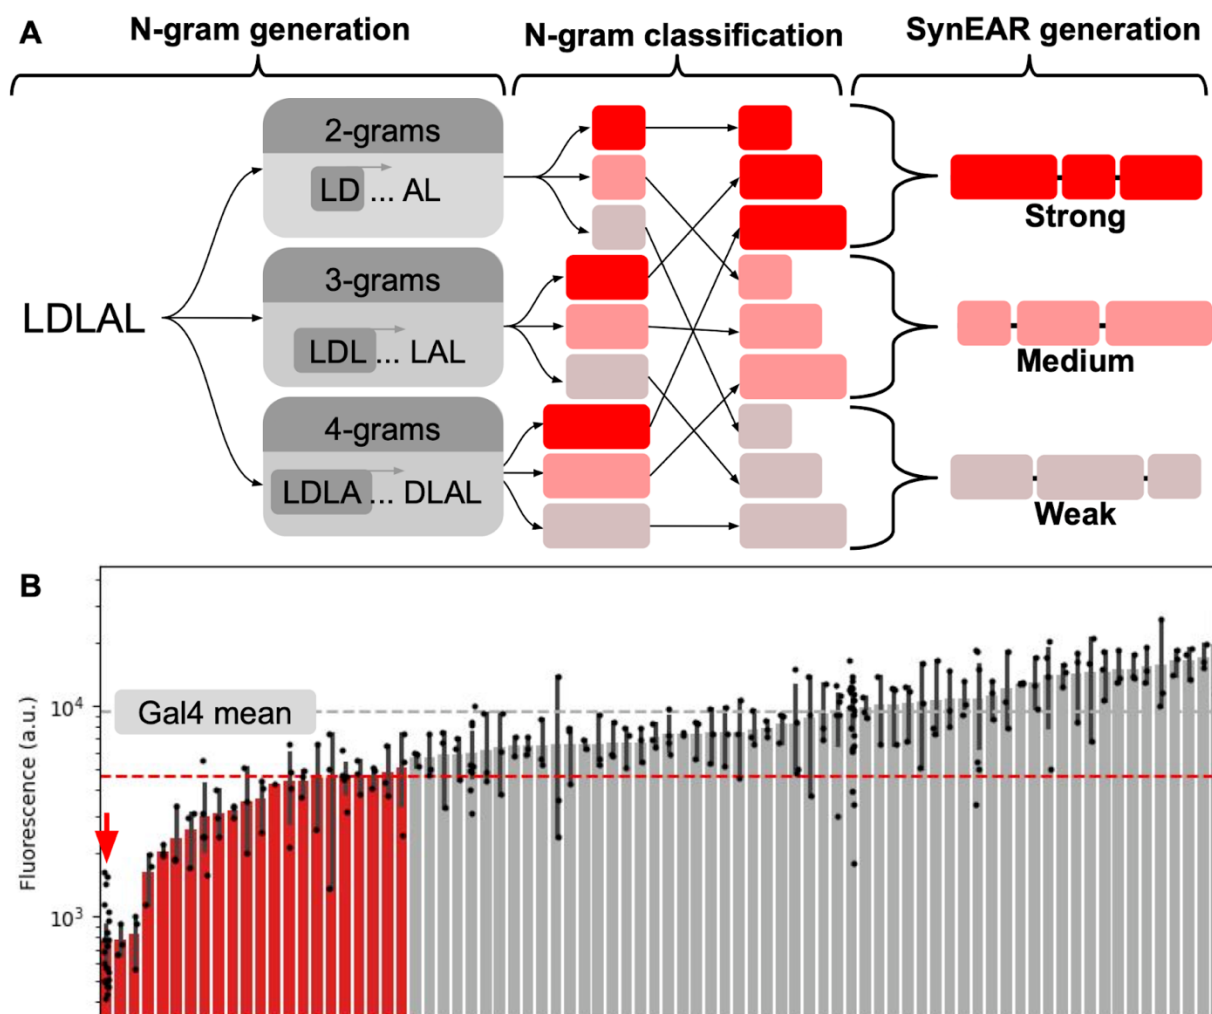 A
N-gram generation
N-gram classification
SynEAR generation
2-grams
LD ... AL
3-grams
LDL ... LAL
4-grams
LDLA ... DLAL
LDLAL
Strong
Medium
Weak
B
Fluorescence (a.u.)
10⁴
10³
Gal4 mean